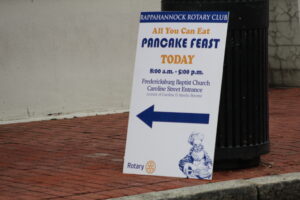 RAPPAHANNOCK ROTARY CLUB
All You Can Eat
PANCAKE FEAST
TODAY
8:00 a.m. - 5:00 p.m.
Fredericksburg Baptist Church
Caroline Street Entrance
Rotary